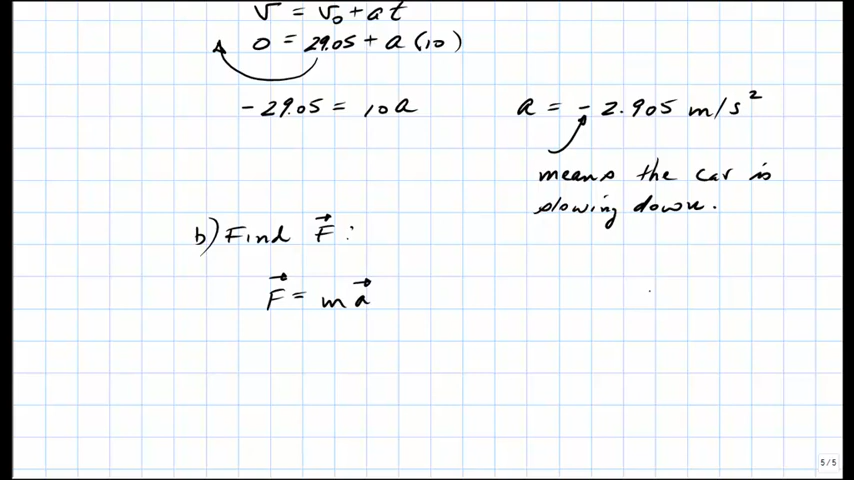 v = v₀ + at
0 = 29.05 + a (10)
-29.05 = 10a
a = - 2.905 m/s²
means the car is
slowing down.
b) Find F⃗ :
F⃗ = m a⃗
5/5